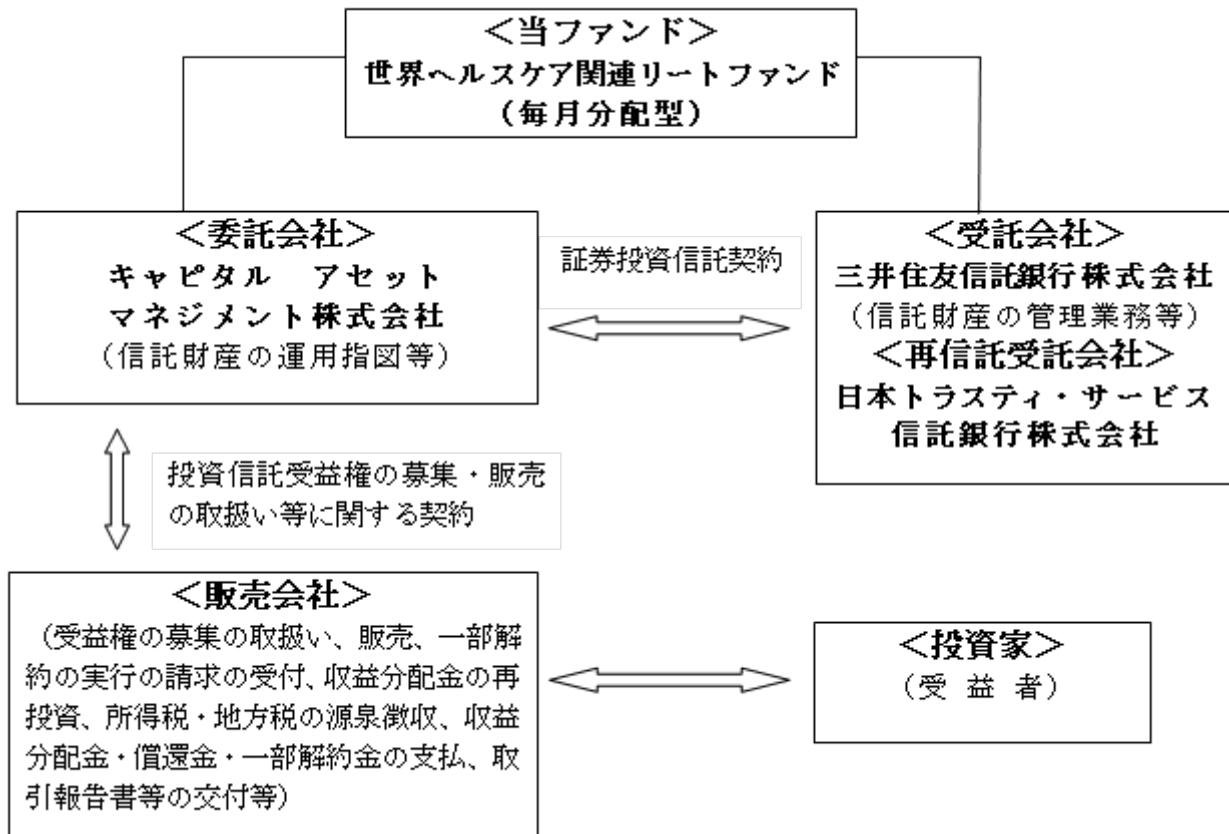 ＜当ファンド＞
世界ヘルスケア関連リートファンド
（毎月分配型）
＜委託会社＞
キャピタル　アセット
マネジメント株式会社
（信託財産の運用指図等）
証券投資信託契約
＜受託会社＞
三井住友信託銀行株式会社
（信託財産の管理業務等）
＜再信託受託会社＞
日本トラスティ・サービス
信託銀行株式会社
投資信託受益権の募集・販売
の取扱い等に関する契約
＜販売会社＞
（受益権の募集の取扱い、販売、一部解
約の実行の請求の受付、収益分配金の再
投資、所得税・地方税の源泉徴収、収益
分配金・償還金・一部解約金の支払、取
引報告書等の交付等）
＜投資家＞
（受 益 者）